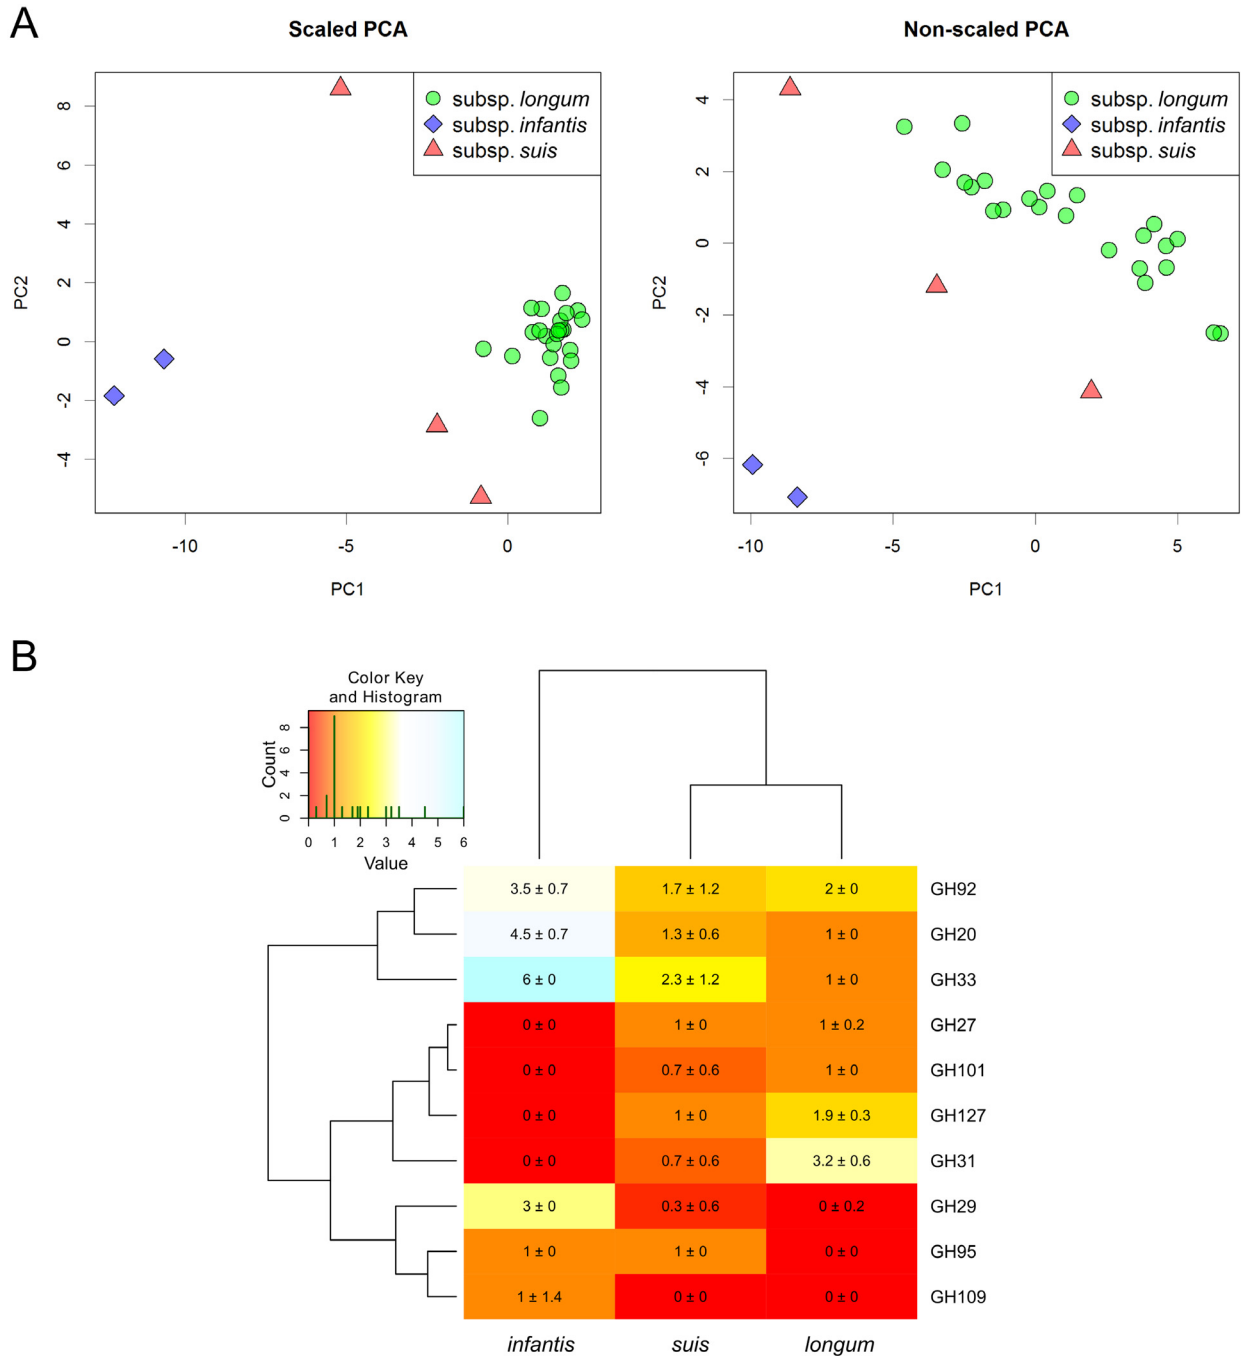 A
Scaled PCA
Non-scaled PCA
subsp. longum
subsp. infantis
subsp. suis
8
6
4
2
0
-2
-4
PC2
-10
-5
0
PC1
subsp. longum
subsp. infantis
subsp. suis
4
2
0
-2
-4
-6
PC2
-10
-5
0
5
PC1
B
Color Key
and Histogram
Count
8
6
4
2
0
0 1 2 3 4 5 6
Value
3.5 ± 0.7 1.7 ± 1.2 2 ± 0 GH92
4.5 ± 0.7 1.3 ± 0.6 1 ± 0 GH20
6 ± 0 2.3 ± 1.2 1 ± 0 GH33
0 ± 0 1 ± 0 1 ± 0.2 GH27
0 ± 0 0.7 ± 0.6 1 ± 0 GH101
0 ± 0 1 ± 0 1.9 ± 0.3 GH127
0 ± 0 0.7 ± 0.6 3.2 ± 0.6 GH31
3 ± 0 0.3 ± 0.6 0 ± 0.2 GH29
1 ± 0 1 ± 0 0 ± 0 GH95
1 ± 1.4 0 ± 0 0 ± 0 GH109
infantis suis longum